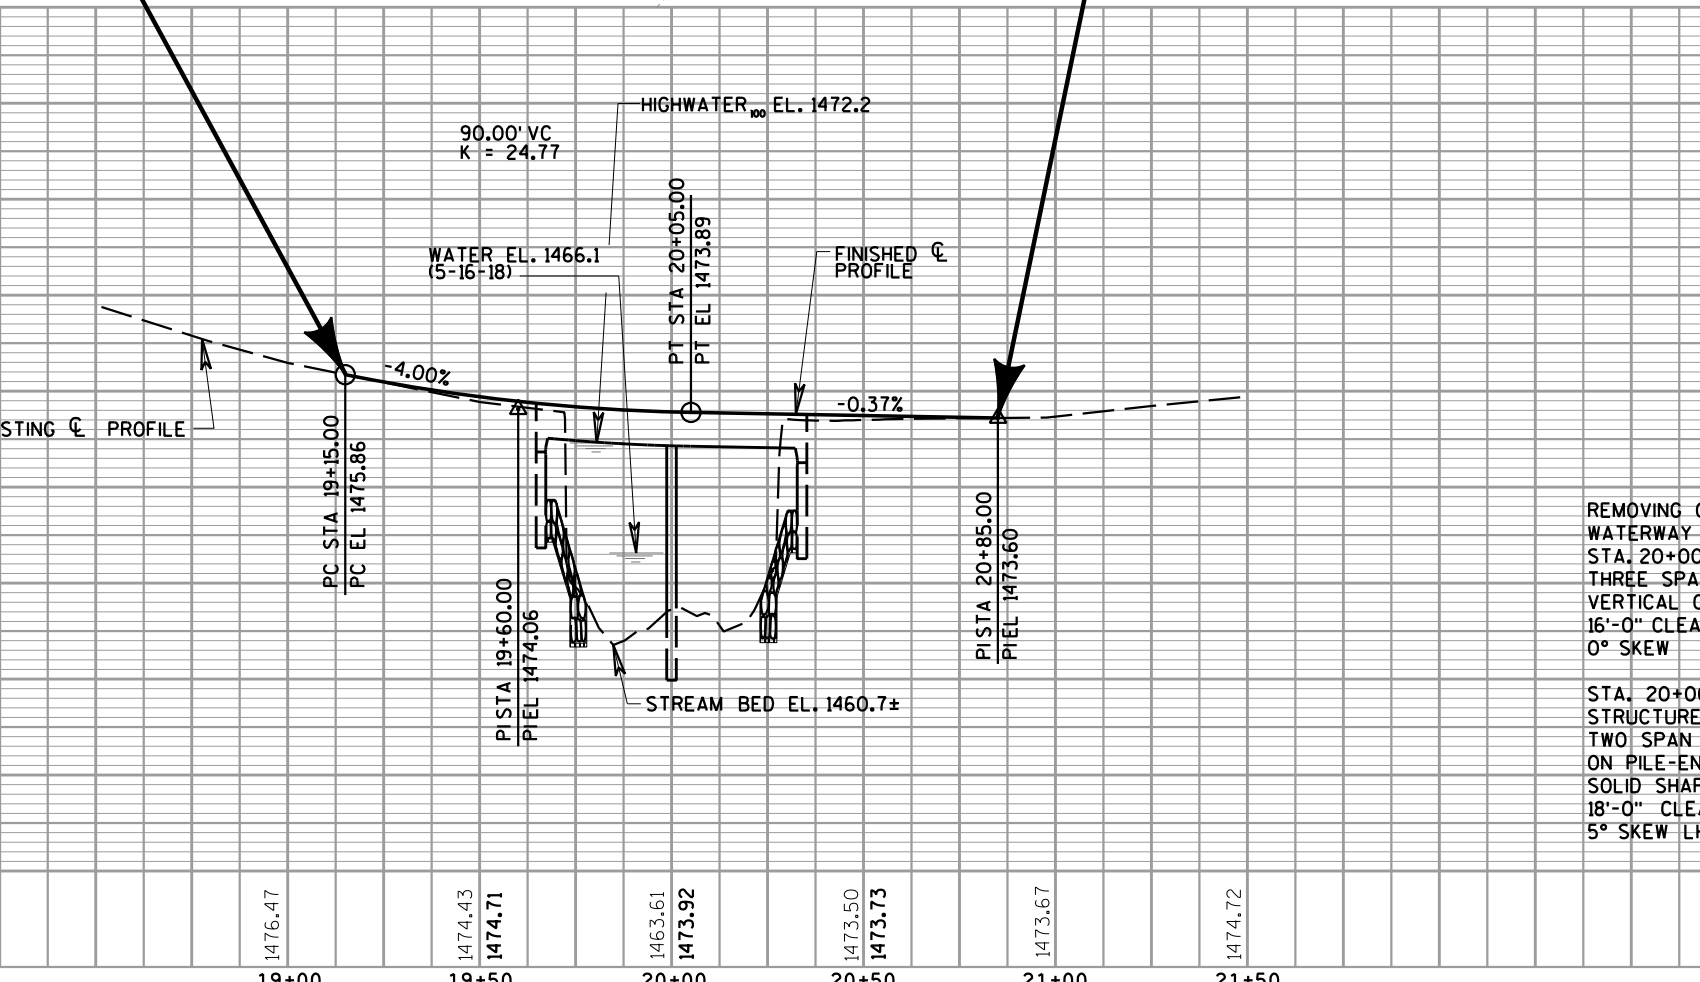 HIGHWATER₁₀₀ EL. 1472.2
90.00' VC
K = 24.77
WATER EL. 1466.1
(5-16-18)
PT STA 20+05.00
PT EL 1473.89
FINISHED ℄
PROFILE
-4.00%
-0.37%
STING ℄ PROFILE
PC STA 19+15.00
PC EL 1475.86
PI STA 19+60.00
PI EL 1474.06
PI STA 20+85.00
PI EL 1473.60
STREAM BED EL. 1460.7±
REMOVING
WATERWAY
STA. 20+00
THREE SPA
VERTICAL
16'-0" CLEA
0° SKEW
STA. 20+00
STRUCTURE
TWO SPAN
ON PILE-EN
SOLID SHAF
18'-0" CLEA
5° SKEW LH
1476.47
1474.43
1474.71
1463.61
1473.92
1473.50
1473.73
1473.67
1474.72
19+00
19+50
20+00
20+50
21+00
21+50